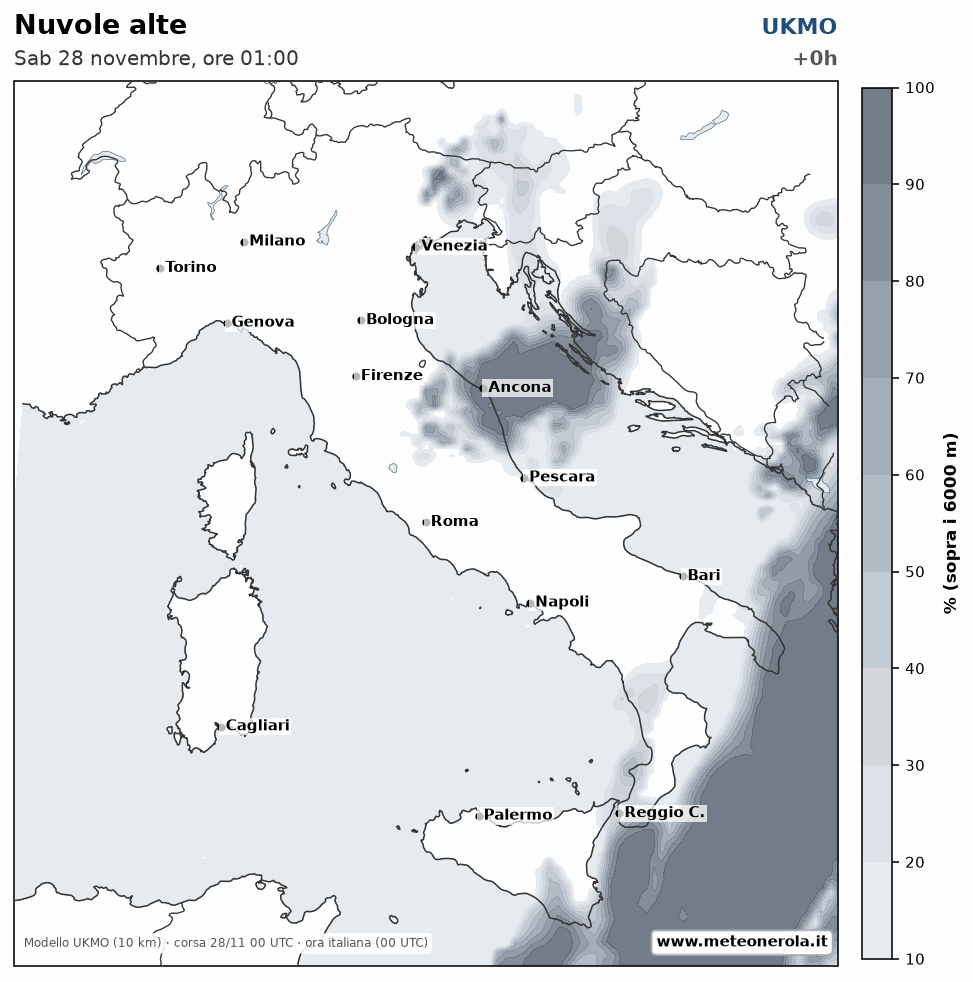 Nuvole alte
UKMO
Sab 28 novembre, ore 01:00
+0h
100
90
80
70
60
50
40
30
20
10
% (sopra i 6000 m)
Milano
Venezia
Torino
Genova
Bologna
Firenze
Ancona
Pescara
Roma
Bari
Napoli
Cagliari
Palermo
Reggio C.
Modello UKMO (10 km) · corsa 28/11 00 UTC · ora italiana (00 UTC)
www.meteonerola.it